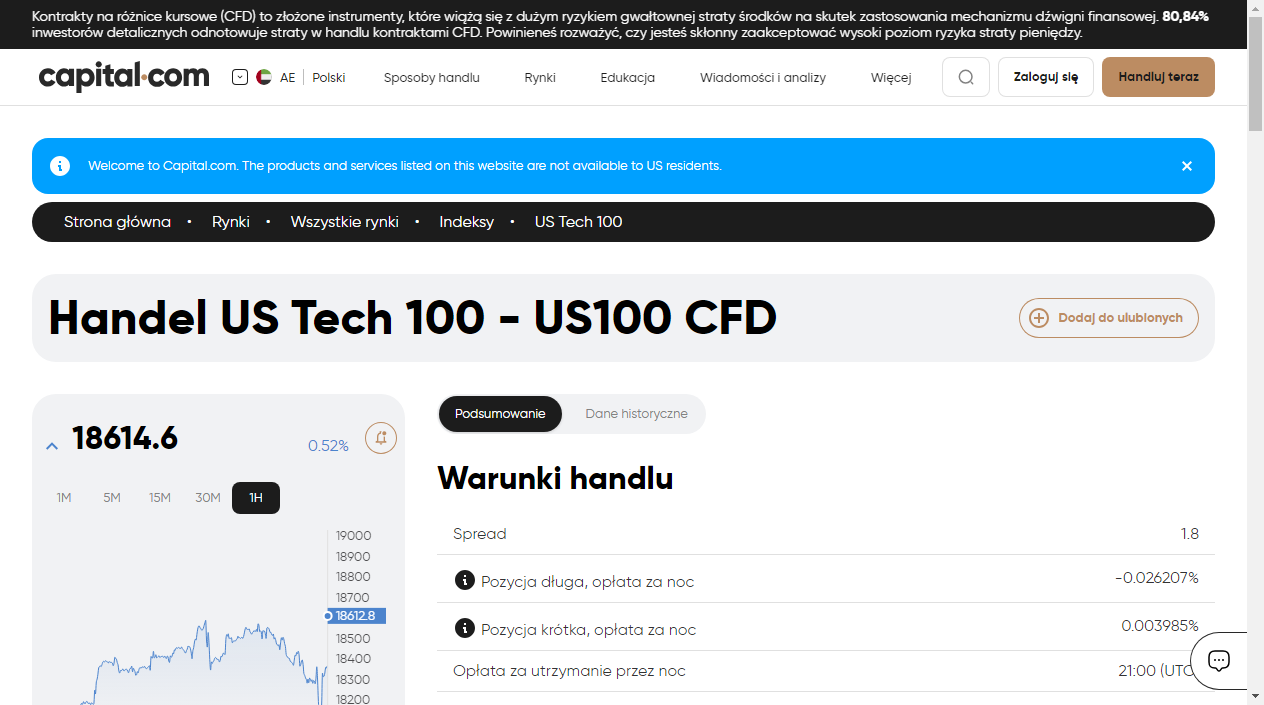 Kontrakty na różnice kursowe (CFD) to złożone instrumenty, które wiążą się z dużym ryzykiem gwałtownej straty środków na skutek zastosowania mechanizmu dźwigni finansowej. 80,84%
inwestorów detalicznych odnotowuje straty w handlu kontraktami CFD. Powinieneś rozważyć, czy jesteś skłonny zaakceptować wysoki poziom ryzyka straty pieniędzy.
capital.com AE Polski Sposoby handlu Rynki Edukacja Wiadomości i analizy Więcej Zaloguj się Handluj teraz
Welcome to Capital.com. The products and services listed on this website are not available to US residents.
Strona główna • Rynki • Wszystkie rynki • Indeksy • US Tech 100
Handel US Tech 100 - US100 CFD
Dodaj do ulubionych
18614.6
0.52%
1M 5M 15M 30M 1H
19000
18900
18800
18700
18612.8
18500
18400
18300
18200
Podsumowanie Dane historyczne
Warunki handlu
Spread 1.8
Pozycja długa, opłata za noc -0.026207%
Pozycja krótka, opłata za noc 0.003985%
Opłata za utrzymanie przez noc 21:00 (UTC